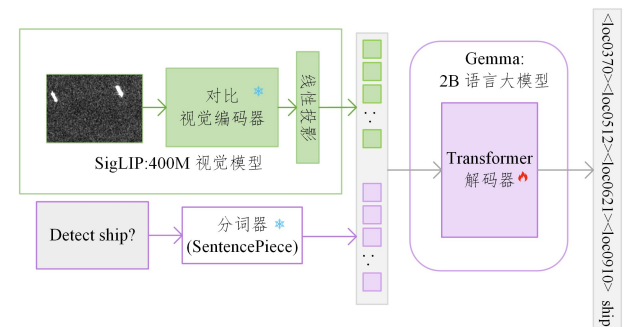 对比
视觉编码器
线性投影
SigLIP:400M 视觉模型
Detect ship?
分词器
(SentencePiece)
Gemma:
2B 语言大模型
Transformer
解码器
<loc0370><loc0512><loc0621><loc0910> ship